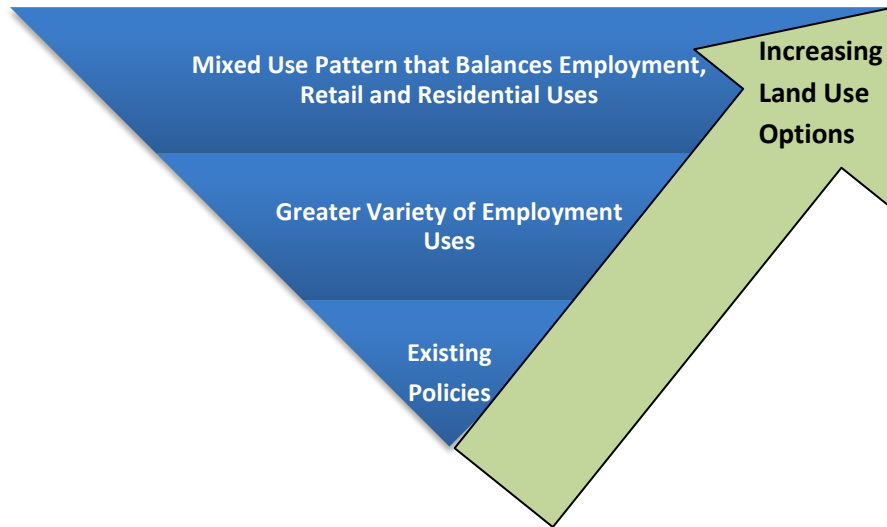 Mixed Use Pattern that Balances Employment,
Retail and Residential Uses
Increasing
Land Use
Options
Greater Variety of Employment
Uses
Existing
Policies